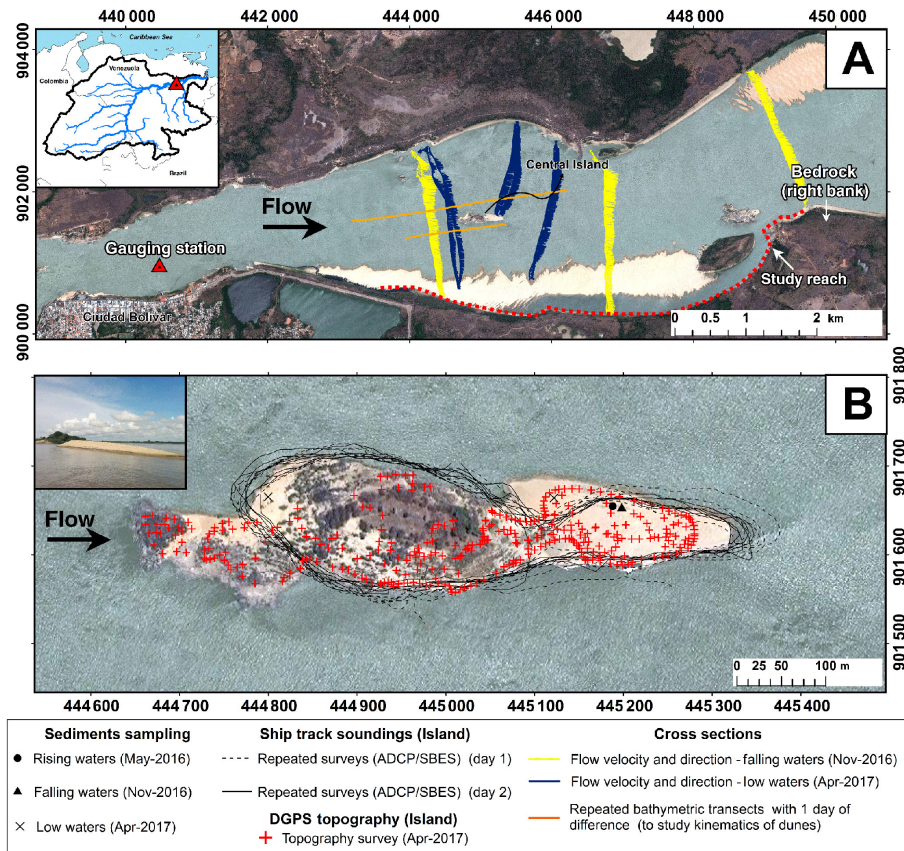 440 000 442 000 444 000 446 000 448 000 450 000
904 000
902 000
900 000
Caribbean Sea
Colombia
Venezuela
Brazil
A
Central Island
Bedrock
(right bank)
Flow
Gauging station
Study reach
Ciudad Bolivar
0 0.5 1 2
km
B
Flow
901 800
901 700
901 600
901 500
0 25 50 100 m
444 600 444 700 444 800 444 900 445 000 445 100 445 200 445 300 445 400
Sediments sampling
Rising waters (May-2016)
Falling waters (Nov-2016)
Low waters (Apr-2017)
Ship track soundings (Island)
Repeated surveys (ADCP/SBES) (day 1)
Repeated surveys (ADCP/SBES) (day 2)
DGPS topography (Island)
Topography survey (Apr-2017)
Cross sections
Flow velocity and direction - falling waters (Nov-2016)
Flow velocity and direction - low waters (Apr-2017)
Repeated bathymetric transects with 1 day of
difference (to study kinematics of dunes)